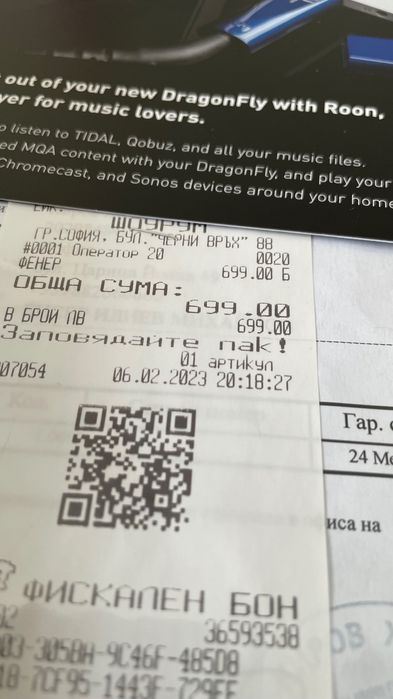 out of your new DragonFly with Roon,
yer for music lovers.
o listen to TIDAL, Qobuz, and all your music files.
ed MQA content with your DragonFly, and play your
Chromecast, and Sonos devices around your home
ШОУРУМ
ГР.СОФИЯ, БУЛ."ЧЕРНИ ВРЪХ" 88
#0001 Оператор 20 0020
ФЕНЕР 699.00 Б
ОБЩА СУМА: 699.00
В БРОЙ ЛВ 699.00
Заповядайте пак!
01 артикул
07054 06.02.2023 20:18:27
Гар.
24 Ме
иса на
ФИСКАЛЕН БОН
36593538